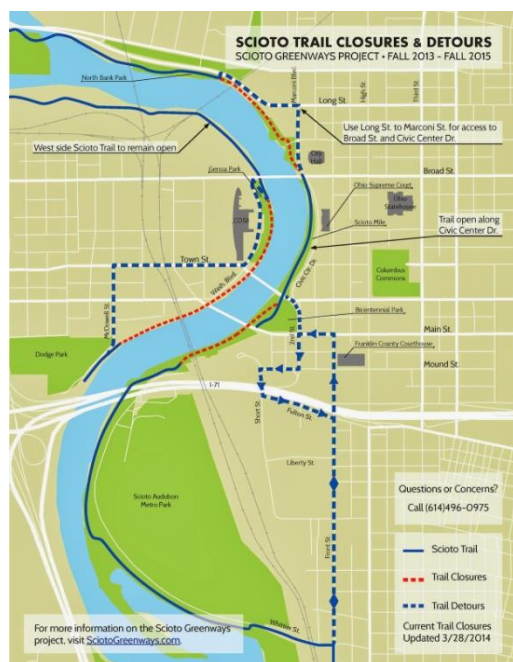 SCIOTO TRAIL CLOSURES & DETOURS
SCIOTO GREENWAYS PROJECT • FALL 2013 - FALL 2015
North Bank Park
Marconi Blvd.
High St.
Third St.
Long St.
Use Long St. to Marconi St. for access to
Broad St. and Civic Center Dr.
West side Scioto Trail to remain open
City
Hall
Genoa Park
Broad St.
Ohio Supreme Court
Ohio
Statehouse
COSI
Scioto Mile
Trail open along
Civic Center Dr.
Town St.
Civic Ctr. Dr.
Wash. Blvd.
Columbus
Commons
McDowell St.
Bicentennial Park
Main St.
2nd St.
Franklin County Courthouse
Dodge Park
Mound St.
I-71
Short St.
Fulton St.
Liberty St.
Scioto Audubon
Metro Park
Front St.
Whittier St.
Questions or Concerns?
Call (614)496-0975
Scioto Trail
Trail Closures
Trail Detours
Current Trail Closures
Updated 3/28/2014
For more information on the Scioto Greenways
project, visit SciotoGreenways.com.